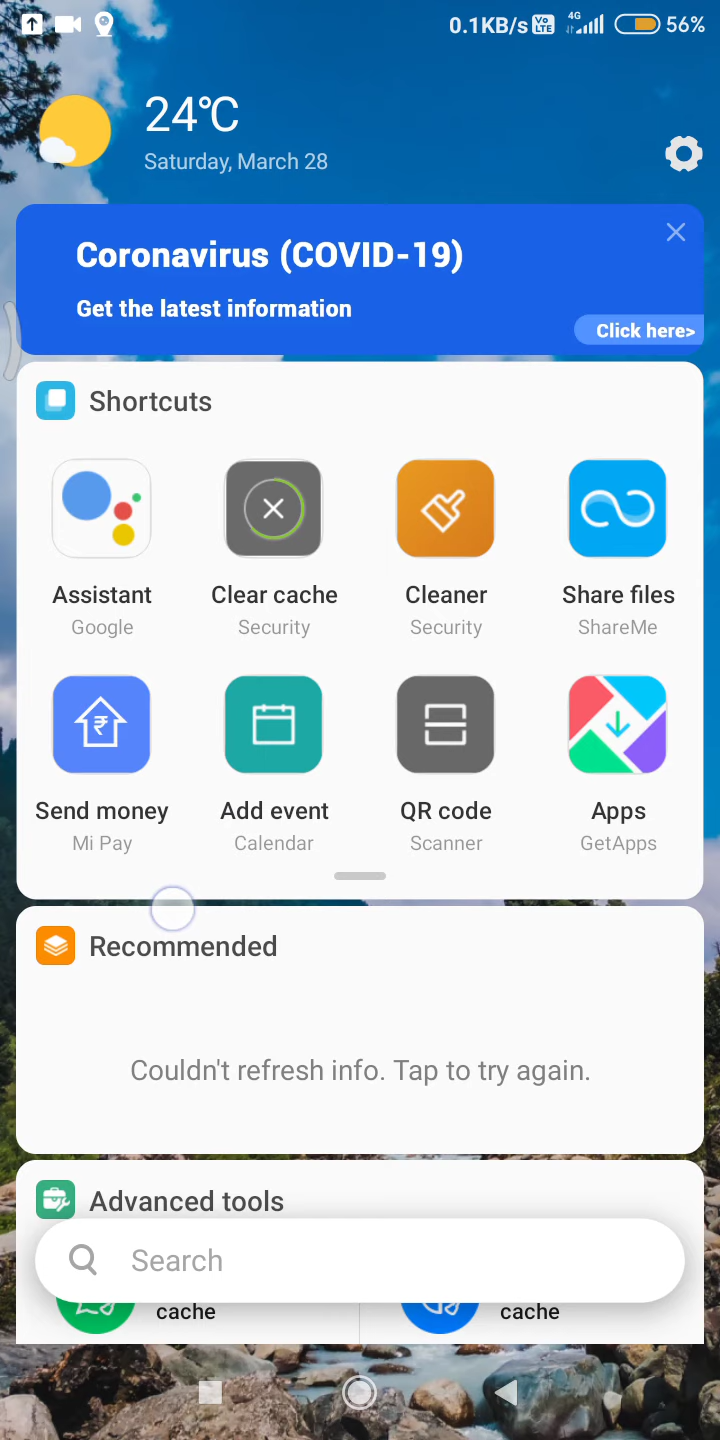 0.1KB/s Vo LTE 4G 56%
24℃
Saturday, March 28
Coronavirus (COVID-19)
Get the latest information
Click here>
Shortcuts
Assistant Clear cache Cleaner Share files
Google Security Security ShareMe
₹
Send money Add event QR code Apps
Mi Pay Calendar Scanner GetApps
Recommended
Couldn't refresh info. Tap to try again.
Advanced tools
Search
cache cache